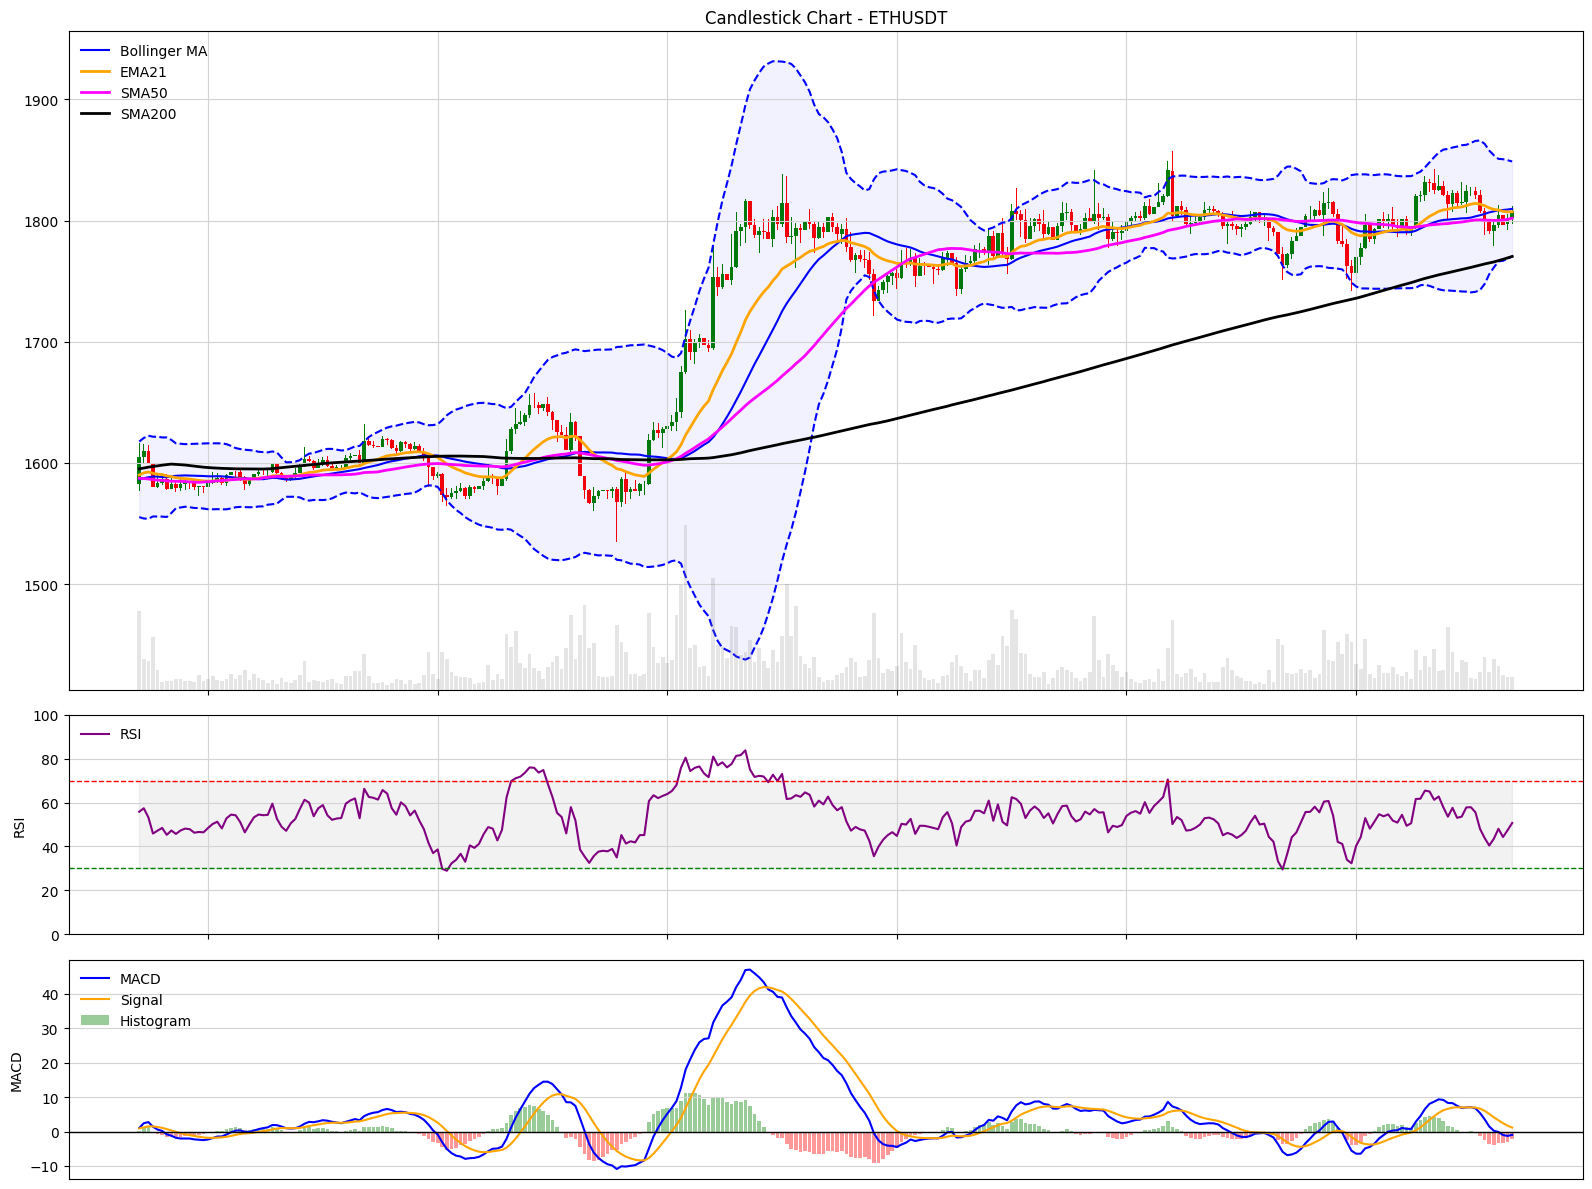 Candlestick Chart - ETHUSDT
Bollinger MA
EMA21
SMA50
SMA200
1900
1800
1700
1600
1500
RSI
100
80
60
40
20
0
RSI
MACD
Signal
Histogram
40
30
20
10
0
−10
MACD